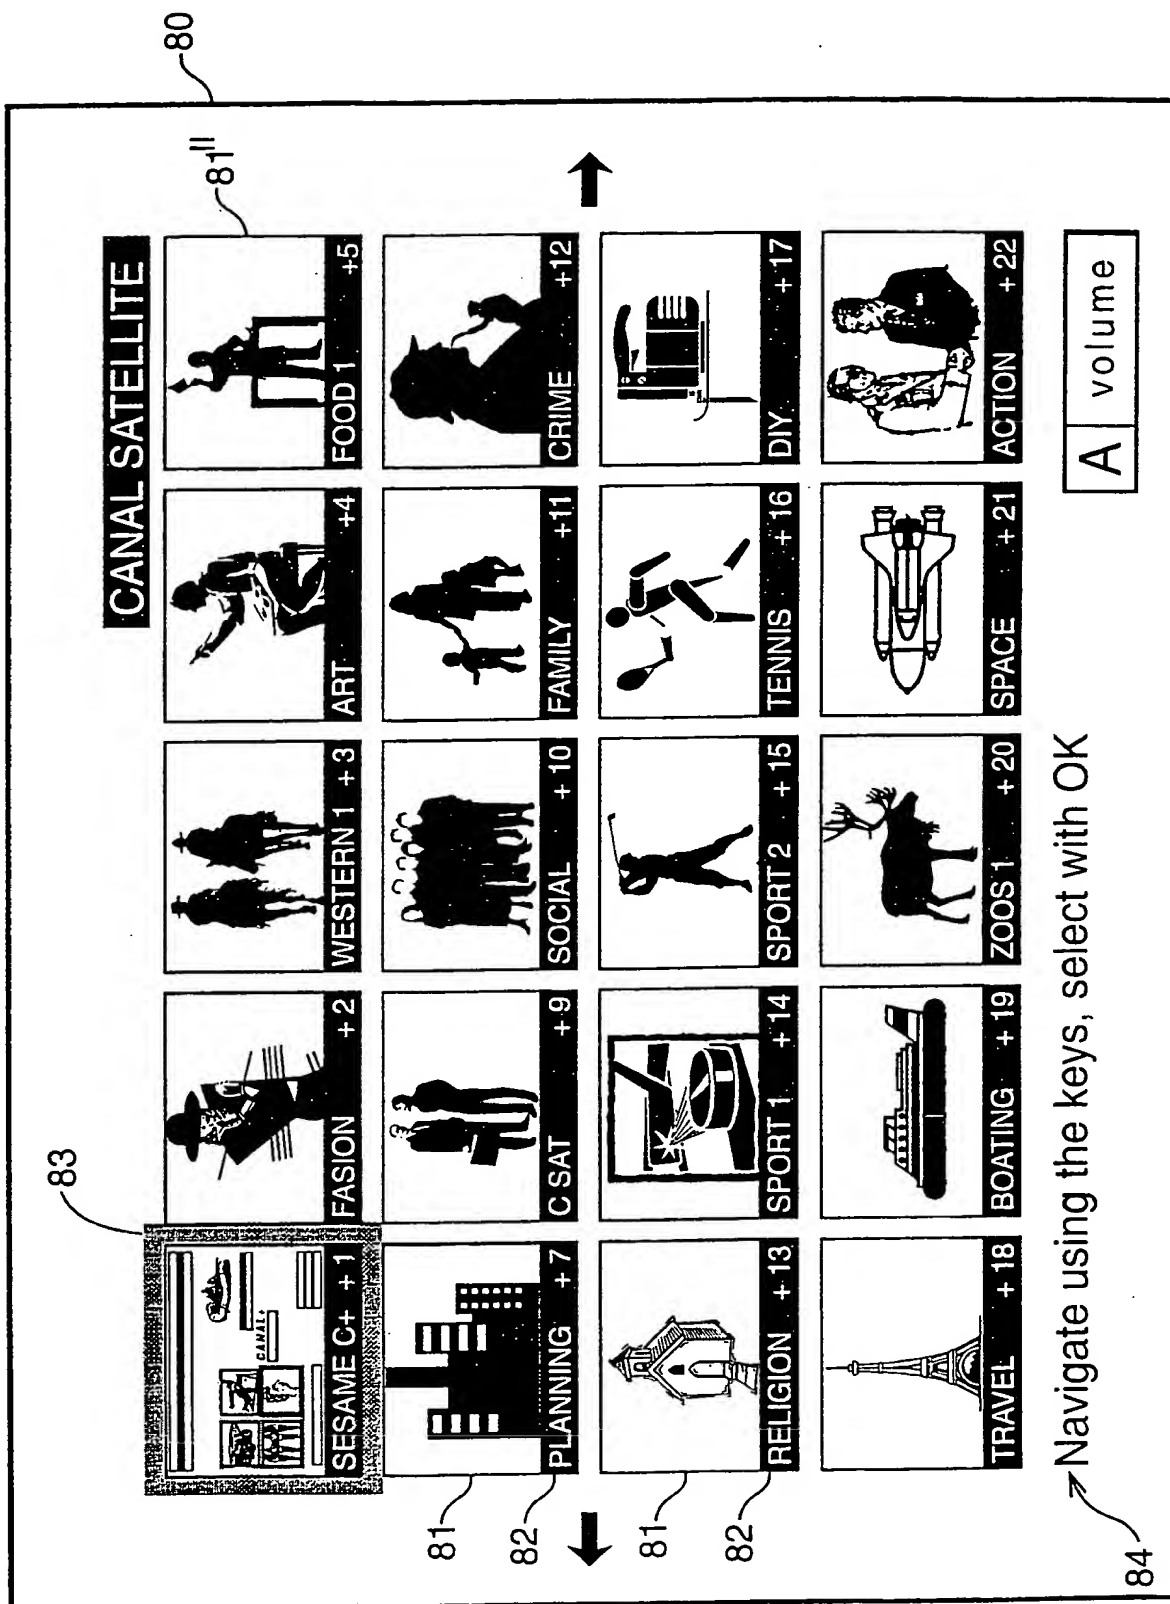 80
83
81''
CANAL SATELLITE
CANAL+
SESAME C+ + 1
FASION + 2
WESTERN 1 + 3
ART +4
FOOD 1 +5
81
82
PLANNING +7
C SAT +9
SOCIAL + 10
FAMILY +11
CRIME +12
81
82
RELIGION + 13
SPORT 1 + 14
SPORT 2 + 15
TENNIS + 16
DIY + 17
TRAVEL + 18
BOATING + 19
ZOOS 1 + 20
SPACE + 21
ACTION + 22
84
Navigate using the keys, select with OK
A volume